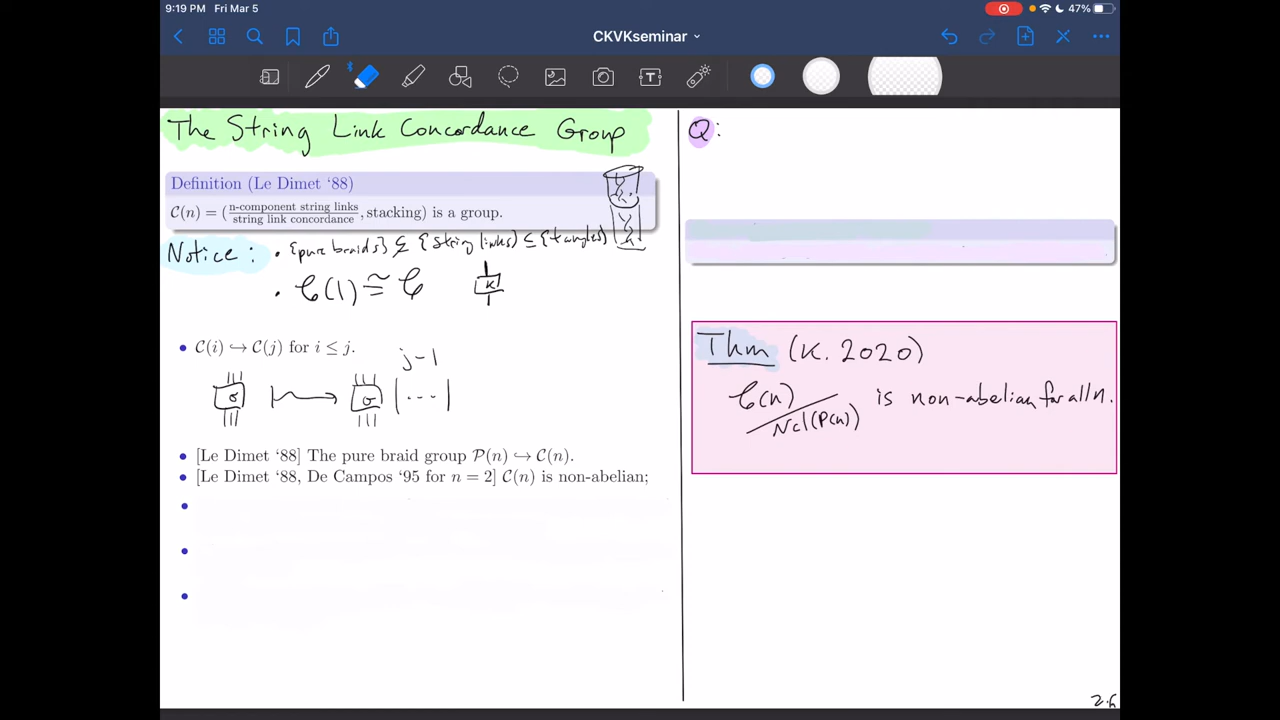 9:19 PM Fri Mar 5
47%
CKVKseminar
The String Link Concordance Group
Definition (Le Dimet ‘88)
C(n) = (n-component string links / string link concordance, stacking) is a group.
Notice: • {pure braids} ⊊ {string links} ⊆ {tangles}
• C(1) ≅ C
K
• C(i) ↪ C(j) for i ≤ j.
j-1
σ ↦ σ | ... |
• [Le Dimet ‘88] The pure braid group P(n) ↪ C(n).
• [Le Dimet ‘88, De Campos ‘95 for n = 2] C(n) is non-abelian;
Q:
Thm (K. 2020)
C(n) / Ncl(P(n)) is non-abelian for all n.